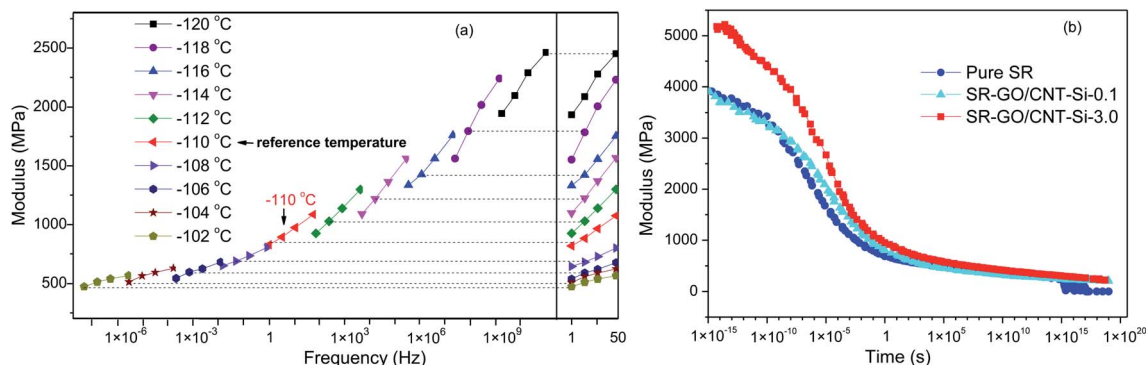 (a)
2500
2000
1500
1000
500
Modulus (MPa)
-120 °C
-118 °C
-116 °C
-114 °C
-112 °C
-110 °C reference temperature
-108 °C
-106 °C
-104 °C
-102 °C
-110 °C
1×10⁻⁶ 1×10⁻³ 1 1×10³ 1×10⁶ 1×10⁹ 1 50
Frequency (Hz)
(b)
5000
4000
3000
2000
1000
0
Modulus (MPa)
Pure SR
SR-GO/CNT-Si-0.1
SR-GO/CNT-Si-3.0
1×10⁻¹⁵ 1×10⁻¹⁰ 1×10⁻⁵ 1 1×10⁵ 1×10¹⁰ 1×10¹⁵ 1×10²⁰
Time (s)